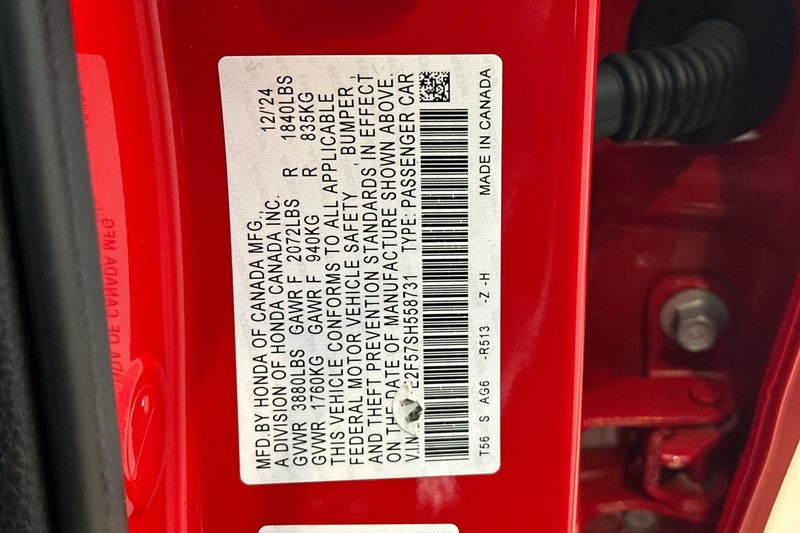 MFD.BY HONDA OF CANADA MFG., 12/'24
A DIVISION OF HONDA CANADA INC.
GVWR 3880LBS GAWR F 2072LBS R 1840LBS
GVWR 1760KG GAWR F 940KG R 835KG
THIS VEHICLE CONFORMS TO ALL APPLICABLE
FEDERAL MOTOR VEHICLE SAFETY, BUMPER,
AND THEFT PREVENTION STANDARDS IN EFFECT
ON THE DATE OF MANUFACTURE SHOWN ABOVE.
V.IN 2F57SH558731 TYPE: PASSENGER CAR
T56 S AG6 -R513 -Z -H MADE IN CANADA